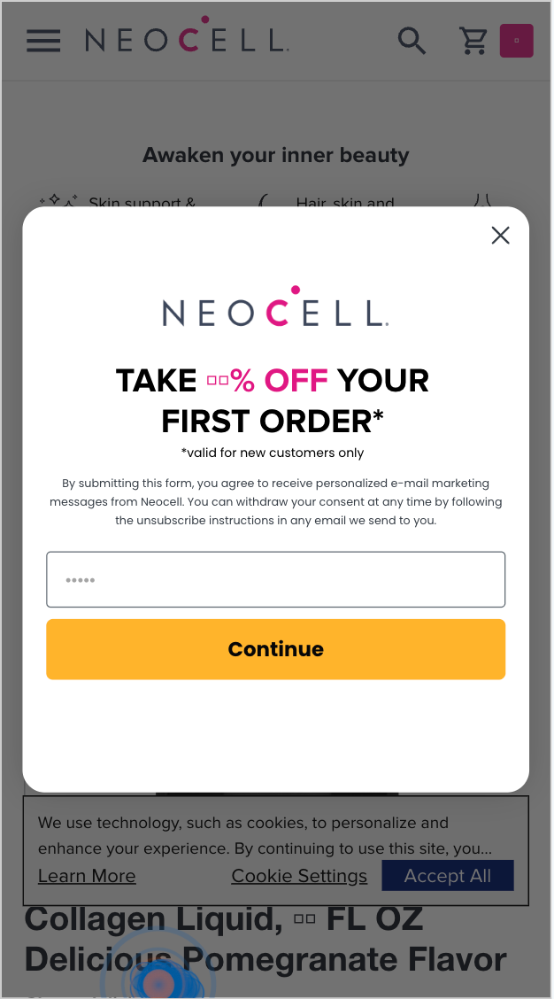 NEOCELL.
Awaken your inner beauty
Skin support &
Hair, skin and
NEOCELL.
TAKE % OFF YOUR
FIRST ORDER*
*valid for new customers only
By submitting this form, you agree to receive personalized e-mail marketing
messages from Neocell. You can withdraw your consent at any time by following
the unsubscribe instructions in any email we send to you.
Continue
We use technology, such as cookies, to personalize and
enhance your experience. By continuing to use this site, you...
Learn More Cookie Settings Accept All
Collagen Liquid, FL OZ
Delicious Pomegranate Flavor